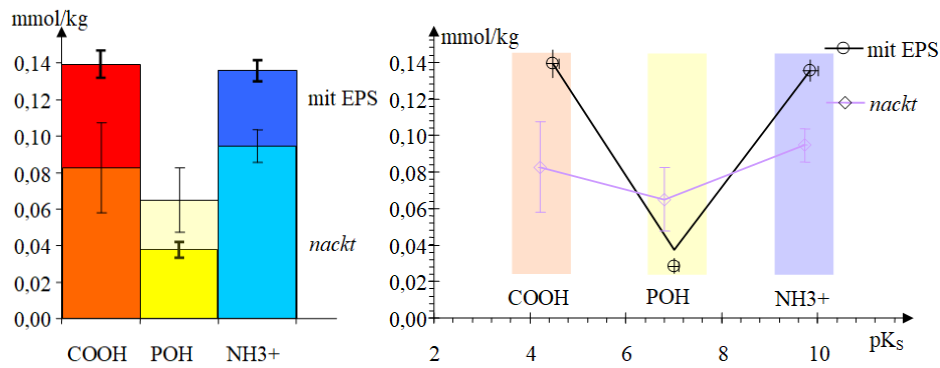 mmol/kg
0,14
0,12
0,10
0,08
0,06
0,04
0,02
0,00
COOH POH NH3+
mit EPS
nackt
mmol/kg
0,14
0,12
0,10
0,08
0,06
0,04
0,02
0,00
COOH POH NH3+
2 4 6 8 10
pKS
mit EPS
nackt